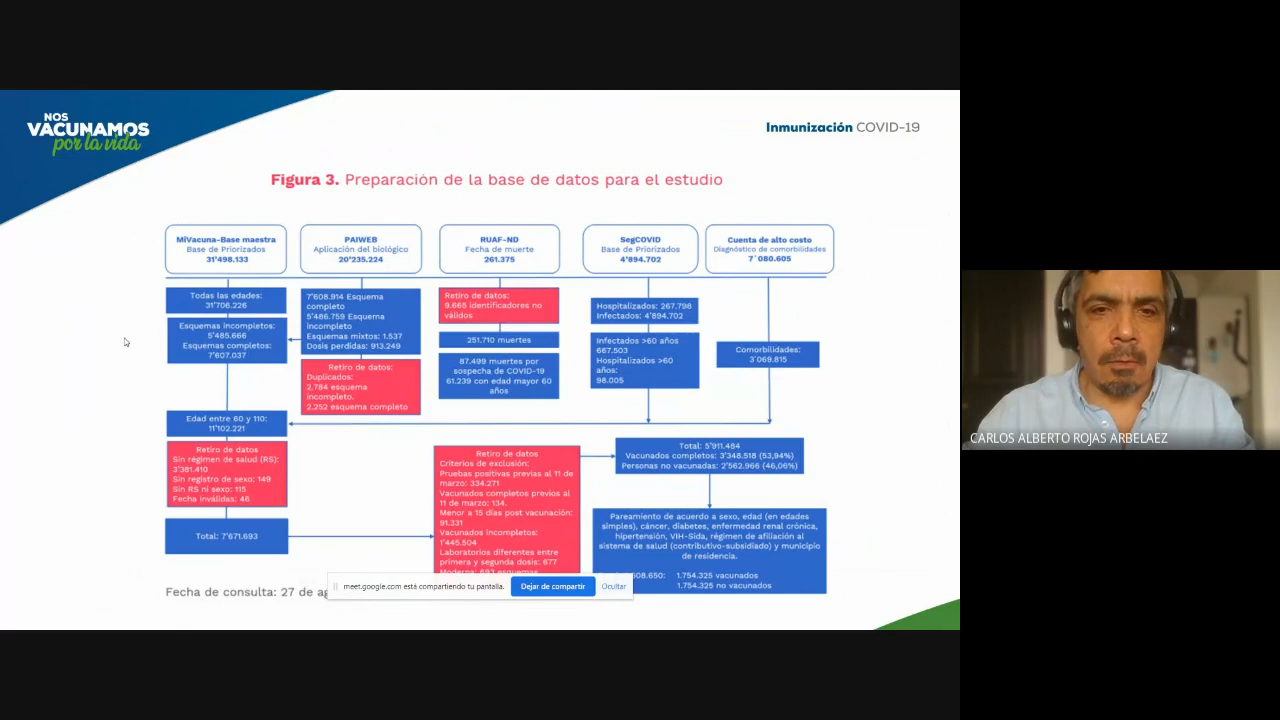 NOS
VACUNAMOS
por la vida
Inmunización COVID-19
Figura 3. Preparación de la base de datos para el estudio
MiVacuna-Base maestra
Base de Priorizados
31'498.133
PAIWEB
Aplicación del biológico
20'235.224
RUAF-ND
Fecha de muerte
261.375
SegCOVID
Base de Priorizados
4'894.702
Cuenta de alto costo
Diagnóstico de comorbilidades
7´080.605
Todas las edades:
31'706.226
Esquemas incompletos:
5'485.666
Esquemas completos:
7'607.037
7'608.914 Esquema
completo
5'486.759 Esquema
incompleto
Esquemas mixtos: 1.537
Dosis perdidas: 913.249
Retiro de datos:
Duplicados:
2.784 esquema
incompleto.
2.252 esquema completo
Retiro de datos:
9.665 identificadores no
válidos
251.710 muertes
87.499 muertes por
sospecha de COVID-19
61.239 con edad mayor 60
años
Hospitalizados: 267.798
Infectados: 4'894.702
Infectados >60 años
667.503
Hospitalizados >60
años:
98.005
Comorbilidades:
3´069.815
Edad entre 60 y 110:
11'102.221
Retiro de datos
Sin régimen de salud (RS):
3'381.410
Sin registro de sexo: 149
Sin RS ni sexo: 115
Fecha inválidas: 46
Total: 7'671.693
Retiro de datos
Criterios de exclusión:
Pruebas positivas previas al 11 de
marzo: 334.271
Vacunados completos previos al
11 de marzo: 134.
Menor a 15 días post vacunación:
91.331
Vacunados incompletos:
1'445.504
Laboratorios diferentes entre
primera y segunda dosis: 677
Moderna: 693 esquemas
Total: 5'911.484
Vacunados completos: 3'348.518 (53,94%)
Personas no vacunadas: 2'562.966 (46,06%)
Pareamiento de acuerdo a sexo, edad (en edades
simples), cáncer, diabetes, enfermedad renal crónica,
hipertensión, VIH-Sida, régimen de afiliación al
sistema de salud (contributivo-subsidiado) y municipio
de residencia.
508.650: 1.754.325 vacunados
1.754.325 no vacunados
Fecha de consulta: 27 de ag
meet.google.com está compartiendo tu pantalla.
Dejar de compartir
Ocultar
CARLOS ALBERTO ROJAS ARBELAEZ